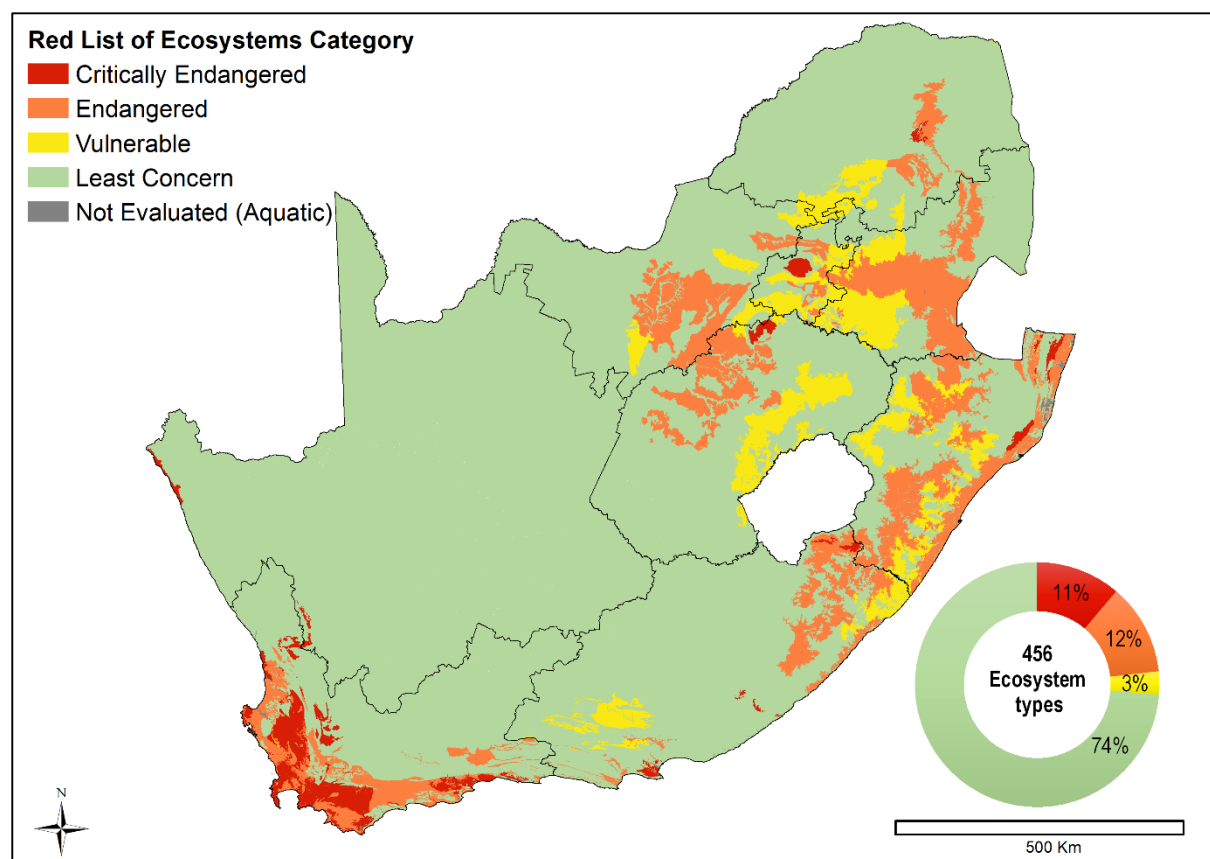 Red List of Ecosystems Category
Critically Endangered
Endangered
Vulnerable
Least Concern
Not Evaluated (Aquatic)
11%
12%
3%
74%
456
Ecosystem
types
N
500 Km